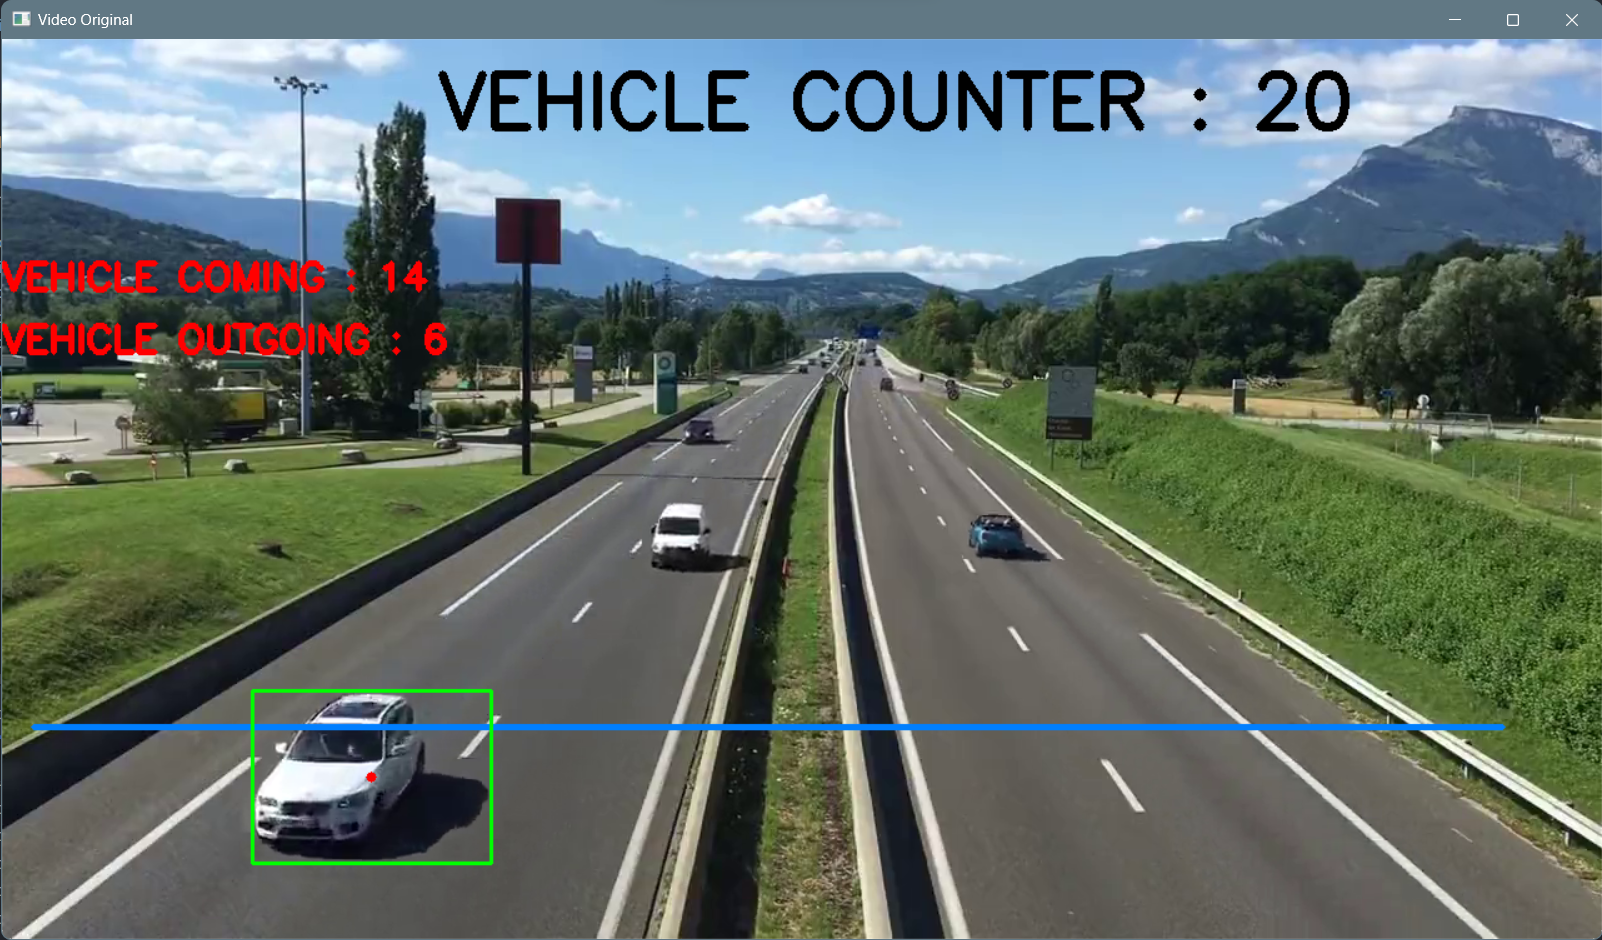 Video Original
VEHICLE COUNTER : 20
VEHICLE COMING : 14
VEHICLE OUTGOING : 6